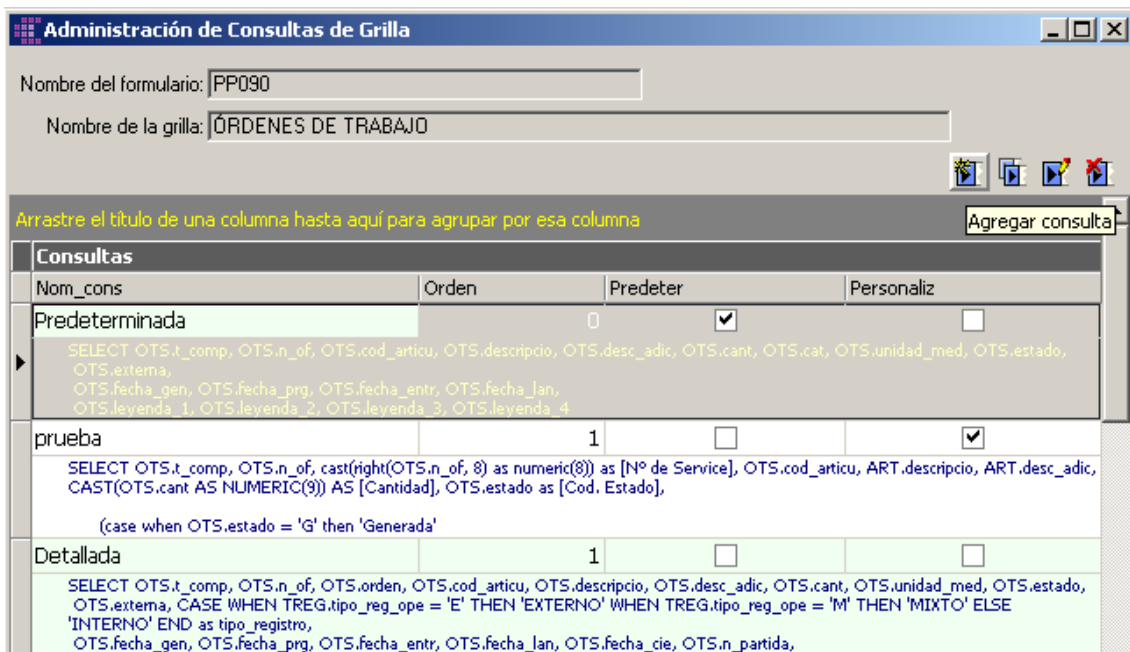 Administración de Consultas de Grilla
Nombre del formulario: PP090
Nombre de la grilla: ÓRDENES DE TRABAJO
Arrastre el título de una columna hasta aquí para agrupar por esa columna
Agregar consulta
Consultas
Nom_cons Orden Predeter Personaliz
Predeterminada 0
SELECT OTS.t_comp, OTS.n_of, OTS.cod_articu, OTS.descripcio, OTS.desc_adic, OTS.cant, OTS.cat, OTS.unidad_med, OTS.estado,
OTS.externa,
OTS.fecha_gen, OTS.fecha_prg, OTS.fecha_entr, OTS.fecha_lan,
OTS.leyenda_1, OTS.leyenda_2, OTS.leyenda_3, OTS.leyenda_4
prueba 1
SELECT OTS.t_comp, OTS.n_of, cast(right(OTS.n_of, 8) as numeric(8)) as [Nº de Service], OTS.cod_articu, ART.descripcio, ART.desc_adic,
CAST(OTS.cant AS NUMERIC(9)) AS [Cantidad], OTS.estado as [Cod. Estado],
(case when OTS.estado = 'G' then 'Generada'
Detallada 1
SELECT OTS.t_comp, OTS.n_of, OTS.orden, OTS.cod_articu, OTS.descripcio, OTS.desc_adic, OTS.cant, OTS.unidad_med, OTS.estado,
OTS.externa, CASE WHEN TREG.tipo_reg_ope = 'E' THEN 'EXTERNO' WHEN TREG.tipo_reg_ope = 'M' THEN 'MIXTO' ELSE
'INTERNO' END as tipo_registro,
OTS.fecha_gen, OTS.fecha_prg, OTS.fecha_entr, OTS.fecha_lan, OTS.fecha_cie, OTS.n_partida,